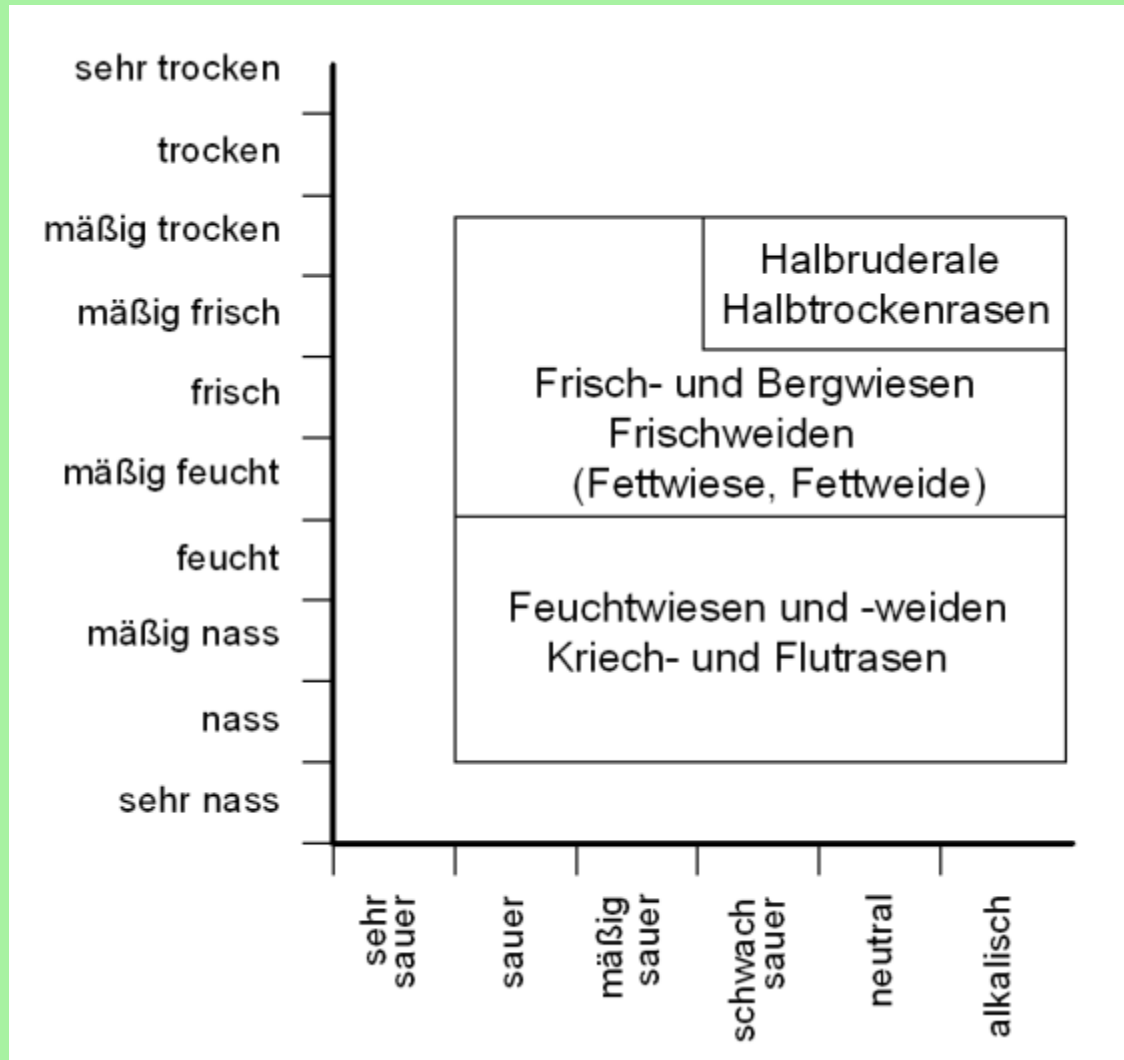 sehr trocken
trocken
mäßig trocken
mäßig frisch
frisch
mäßig feucht
feucht
mäßig nass
nass
sehr nass
Halbruderale
Halbtrockenrasen
Frisch- und Bergwiesen
Frischweiden
(Fettwiese, Fettweide)
Feuchtwiesen und -weiden
Kriech- und Flutrasen
sehr
sauer
sauer
mäßig
sauer
schwach
sauer
neutral
alkalisch